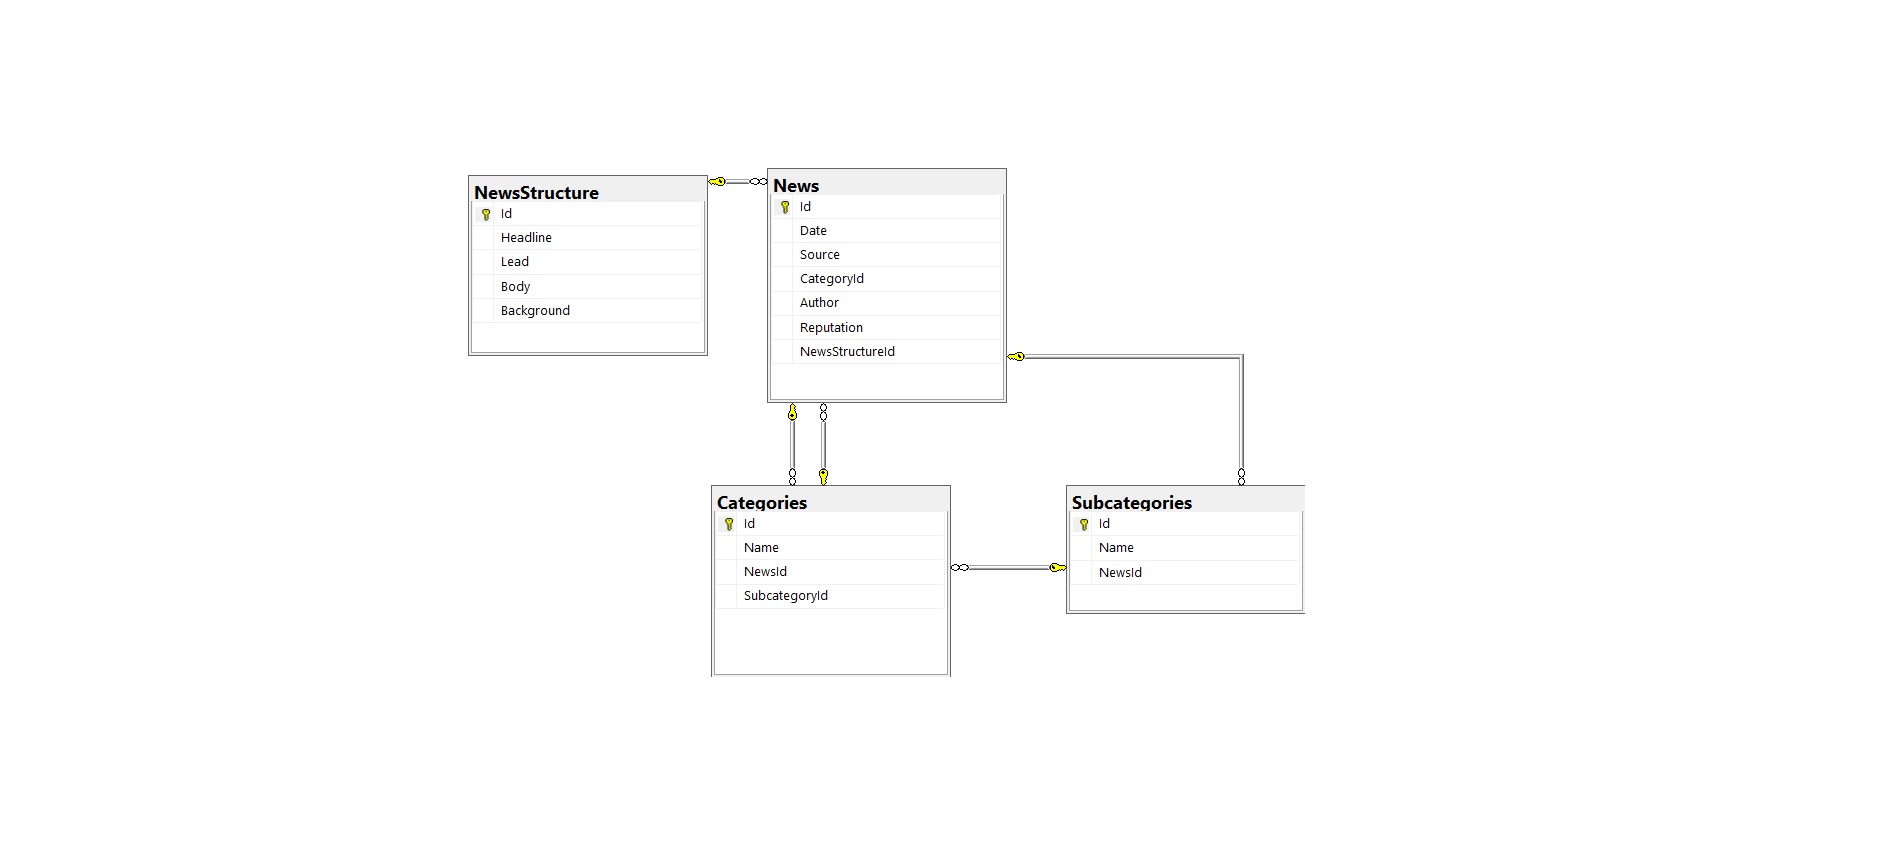 NewsStructure
Id
Headline
Lead
Body
Background
News
Id
Date
Source
CategoryId
Author
Reputation
NewsStructureId
Categories
Id
Name
NewsId
SubcategoryId
Subcategories
Id
Name
NewsId